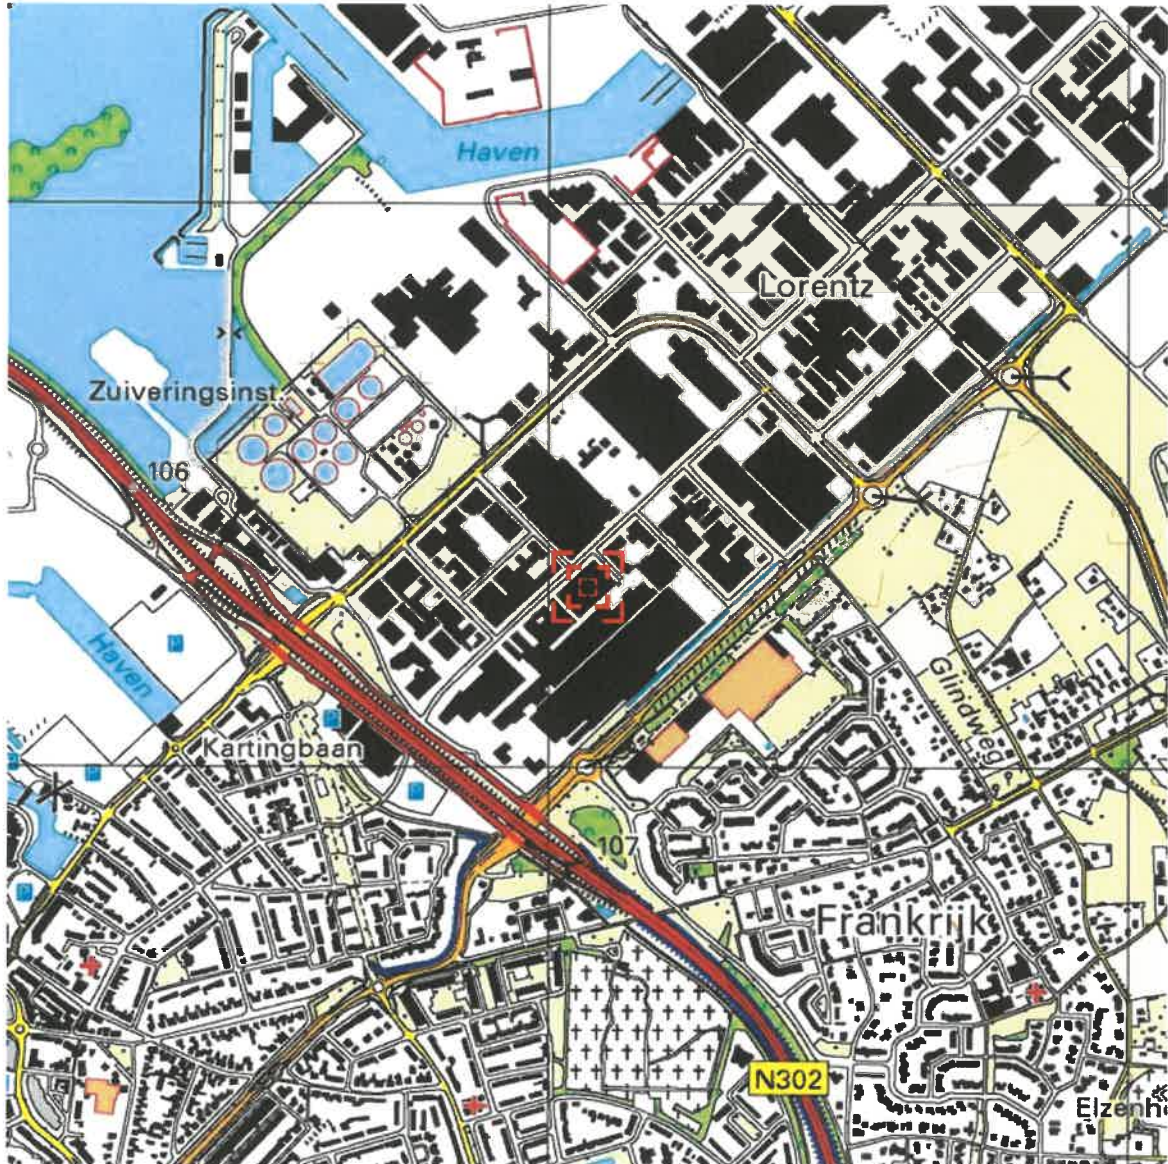 Haven
Lorentz
Zuiveringsinst.
106
Haven
Glindweg
Kartingbaan
P
P
P
P
P
107
Frankrijk
N302